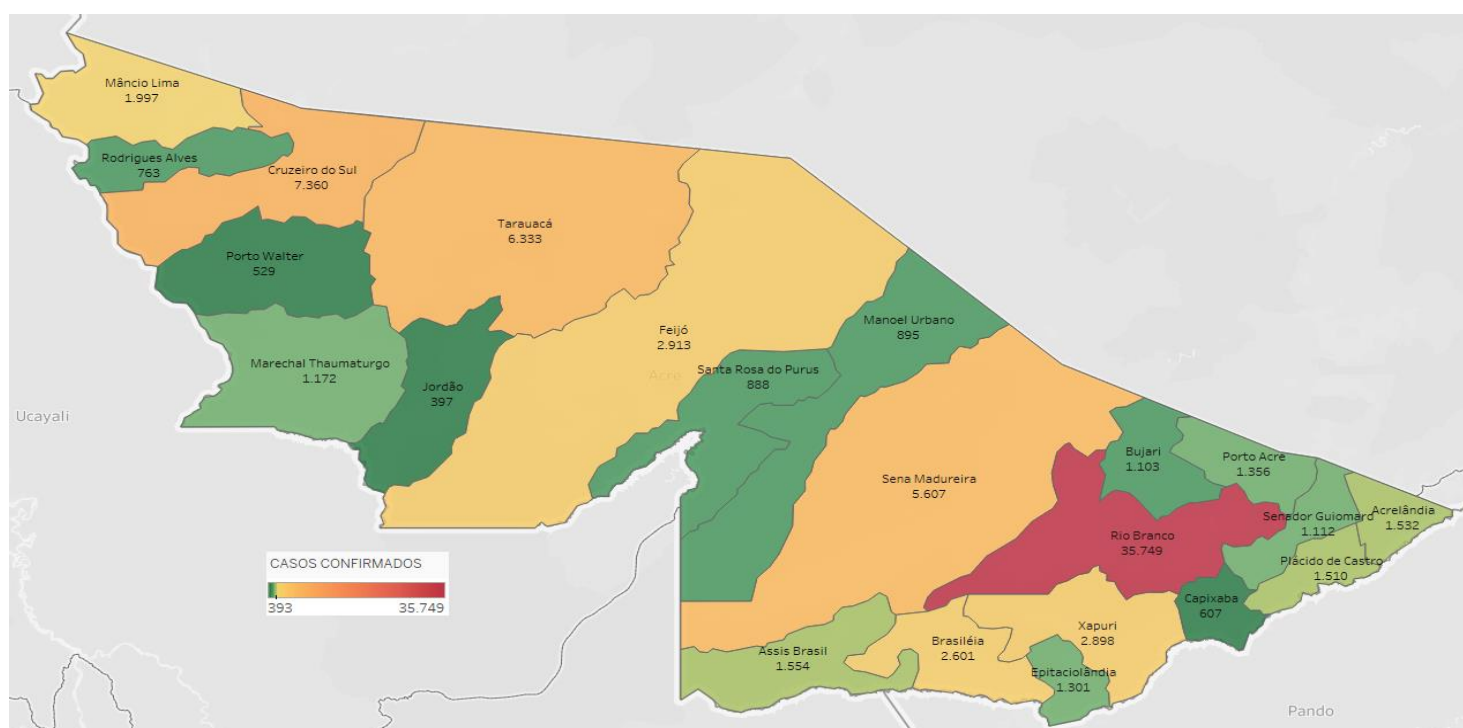 Mâncio Lima
1.997
Rodrigues Alves
763
Cruzeiro do Sul
7.360
Tarauacá
6.333
Porto Walter
529
Marechal Thaumaturgo
1.172
Jordão
397
Feijó
2.913
Acre
Manoel Urbano
895
Santa Rosa do Purus
888
Ucayali
Sena Madureira
5.607
Bujari
1.103
Porto Acre
1.356
Senador Guiomard
1.112
Acrelândia
1.532
Rio Branco
35.749
Plácido de Castro
1.510
Capixaba
607
Xapuri
2.898
Brasiléia
2.601
Assis Brasil
1.554
Epitaciolândia
1.301
Pando
CASOS CONFIRMADOS
393 35.749